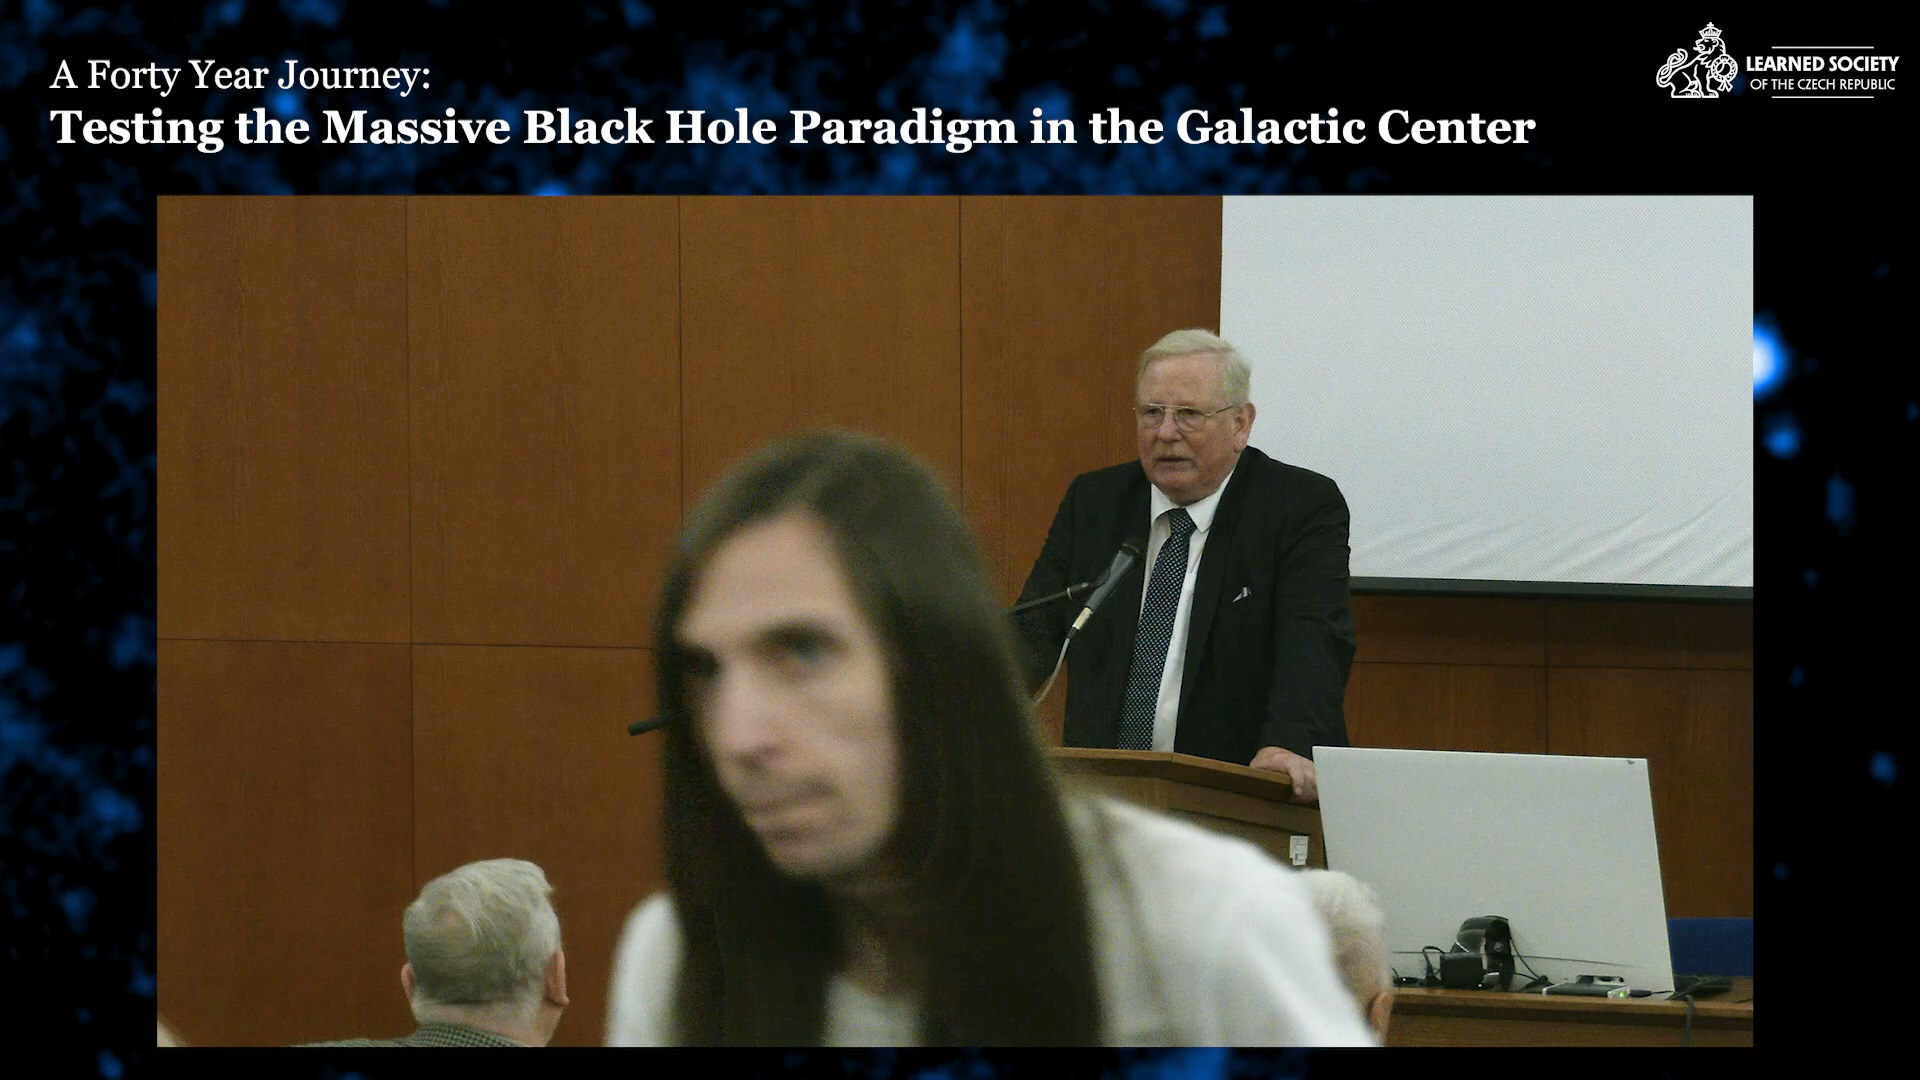 A Forty Year Journey:
Testing the Massive Black Hole Paradigm in the Galactic Center
LEARNED SOCIETY
OF THE CZECH REPUBLIC